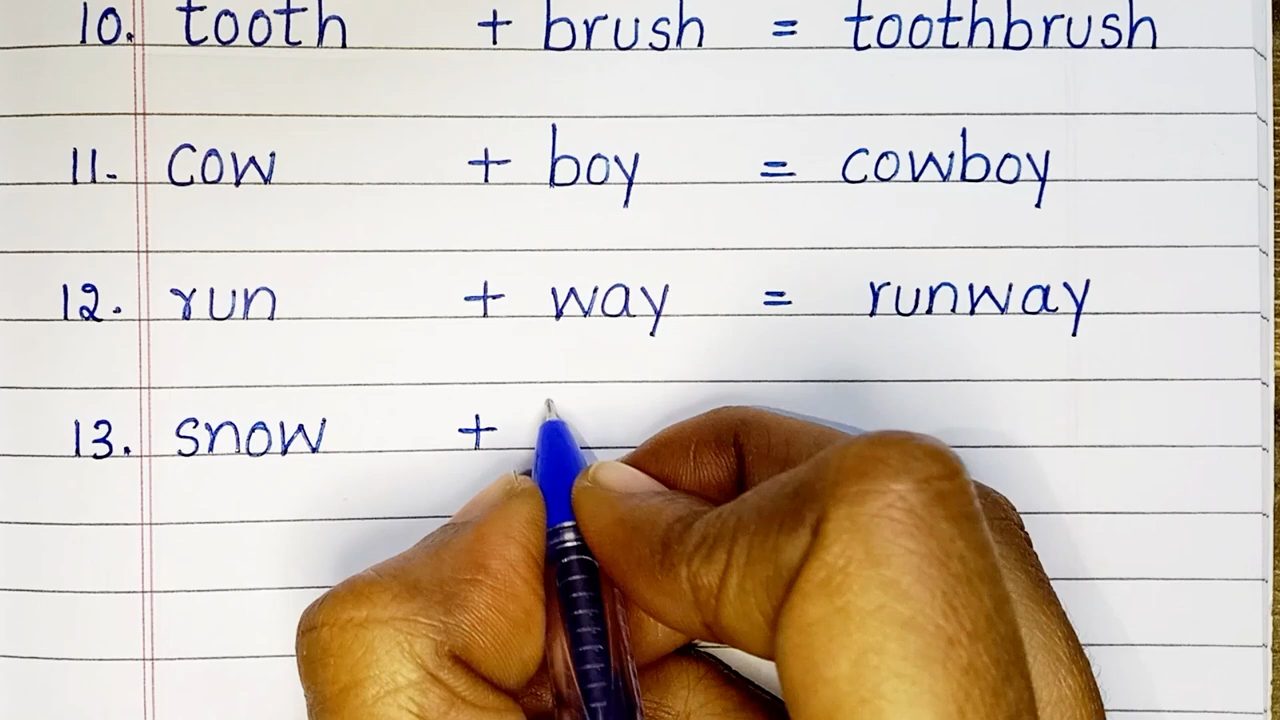 10. tooth + brush = toothbrush
11. cow + boy = cowboy
12. run + way = runway
13. snow +